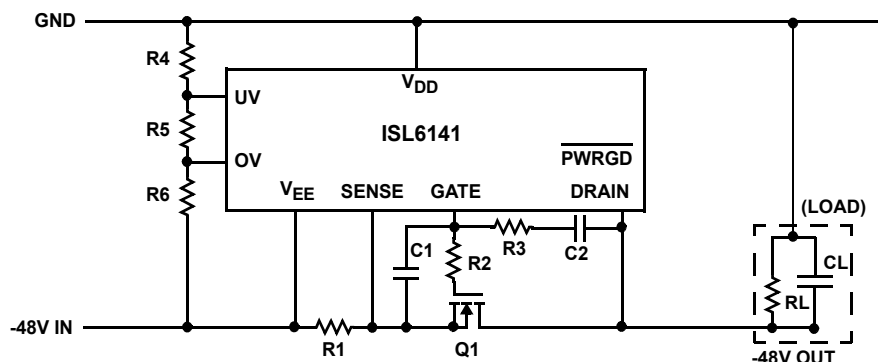 GND
R4
VDD
UV
R5
ISL6141
OV
PWRGD
R6
VEE SENSE GATE DRAIN
(LOAD)
C1
R2
R3
C2
CL
RL
-48V IN
R1
Q1
-48V OUT